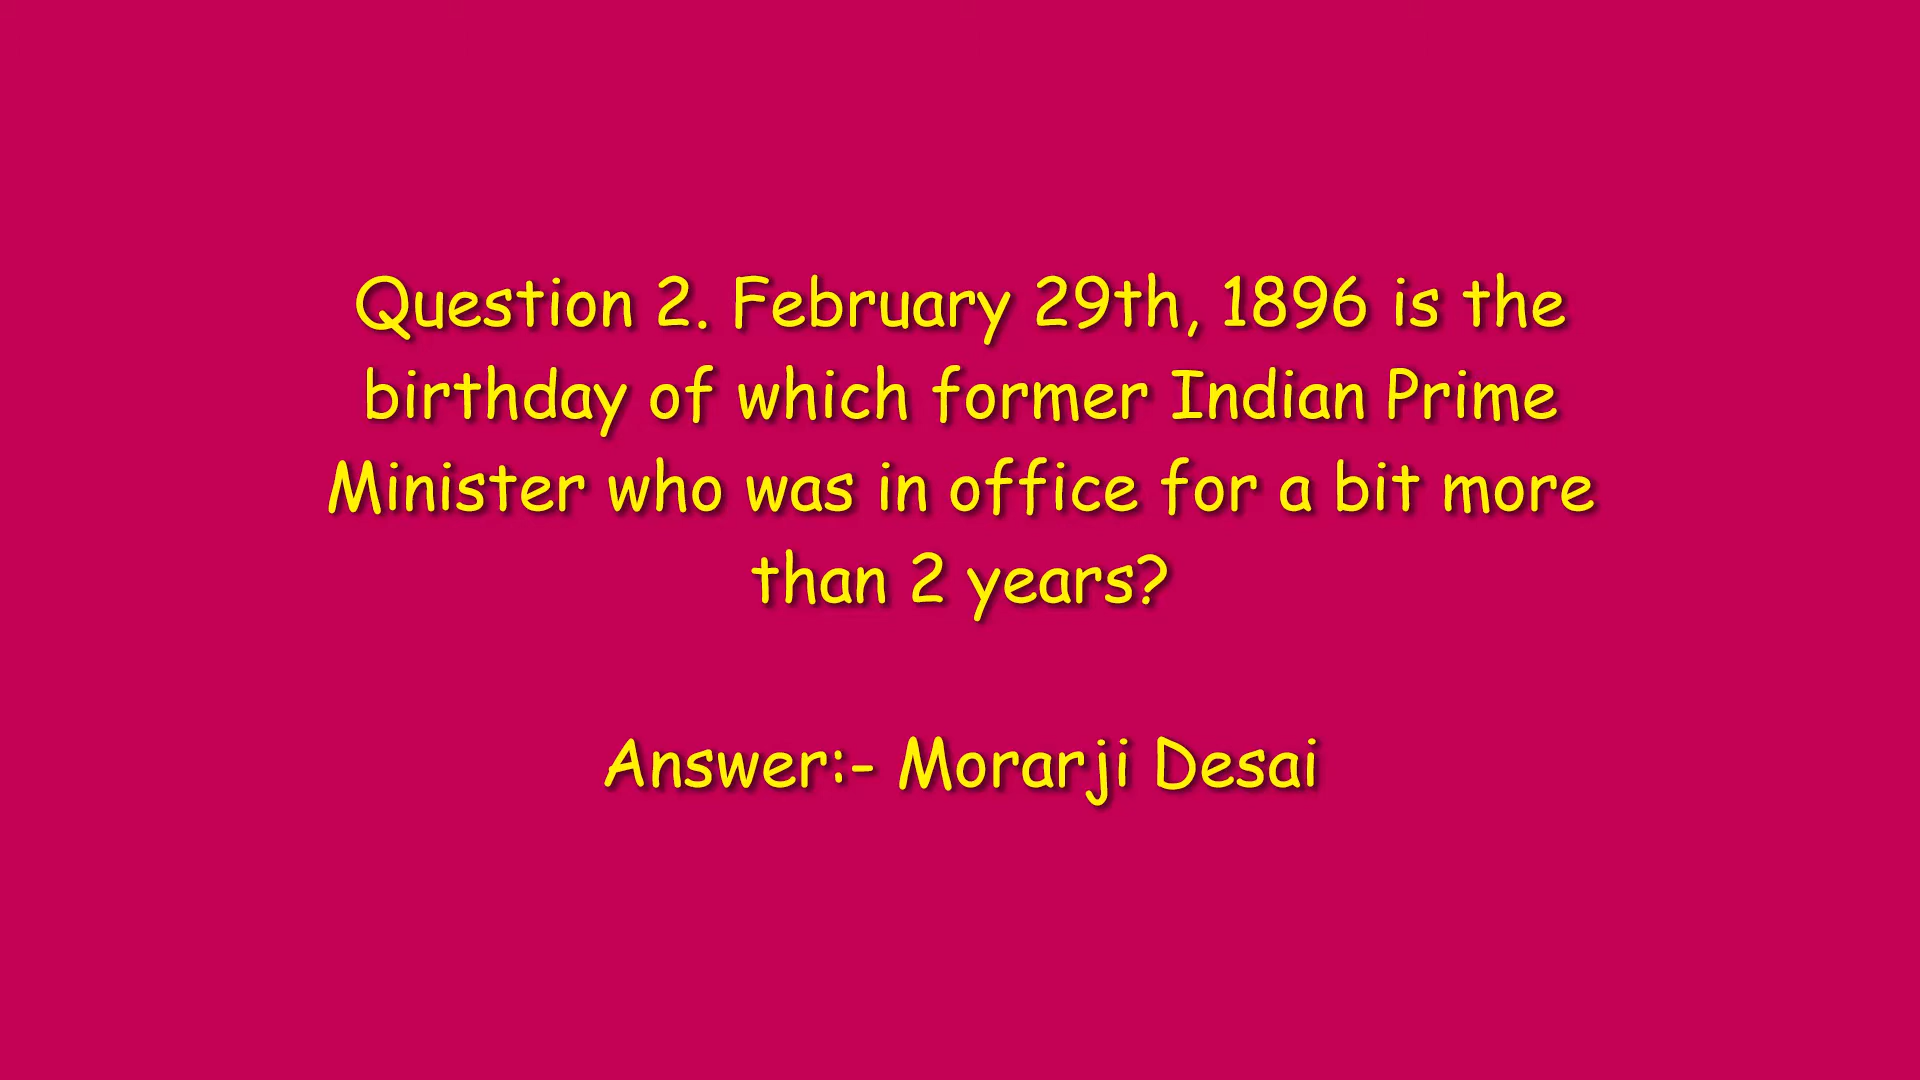 Question 2. February 29th, 1896 is the
birthday of which former Indian Prime
Minister who was in office for a bit more
than 2 years?
Answer:- Morarji Desai